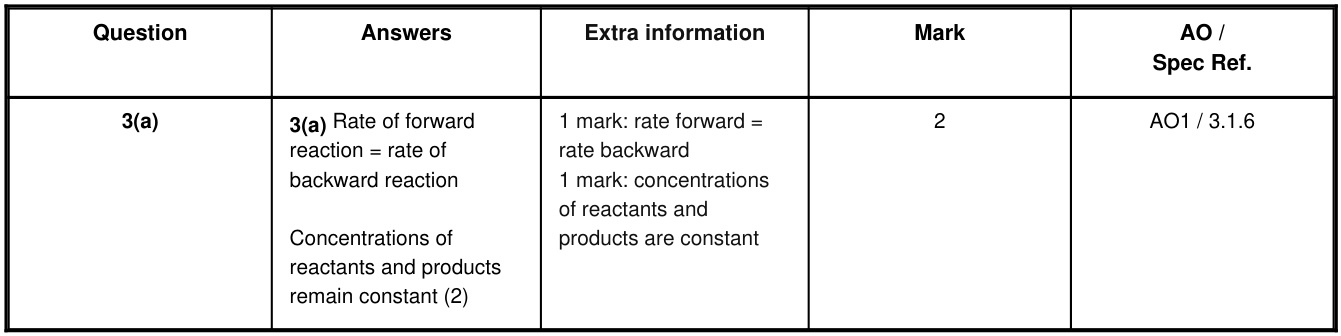 Question
Answers
Extra information
Mark
AO /
Spec Ref.
3(a)
3(a) Rate of forward
reaction = rate of
backward reaction
Concentrations of
reactants and products
remain constant (2)
1 mark: rate forward =
rate backward
1 mark: concentrations
of reactants and
products are constant
2
AO1 / 3.1.6